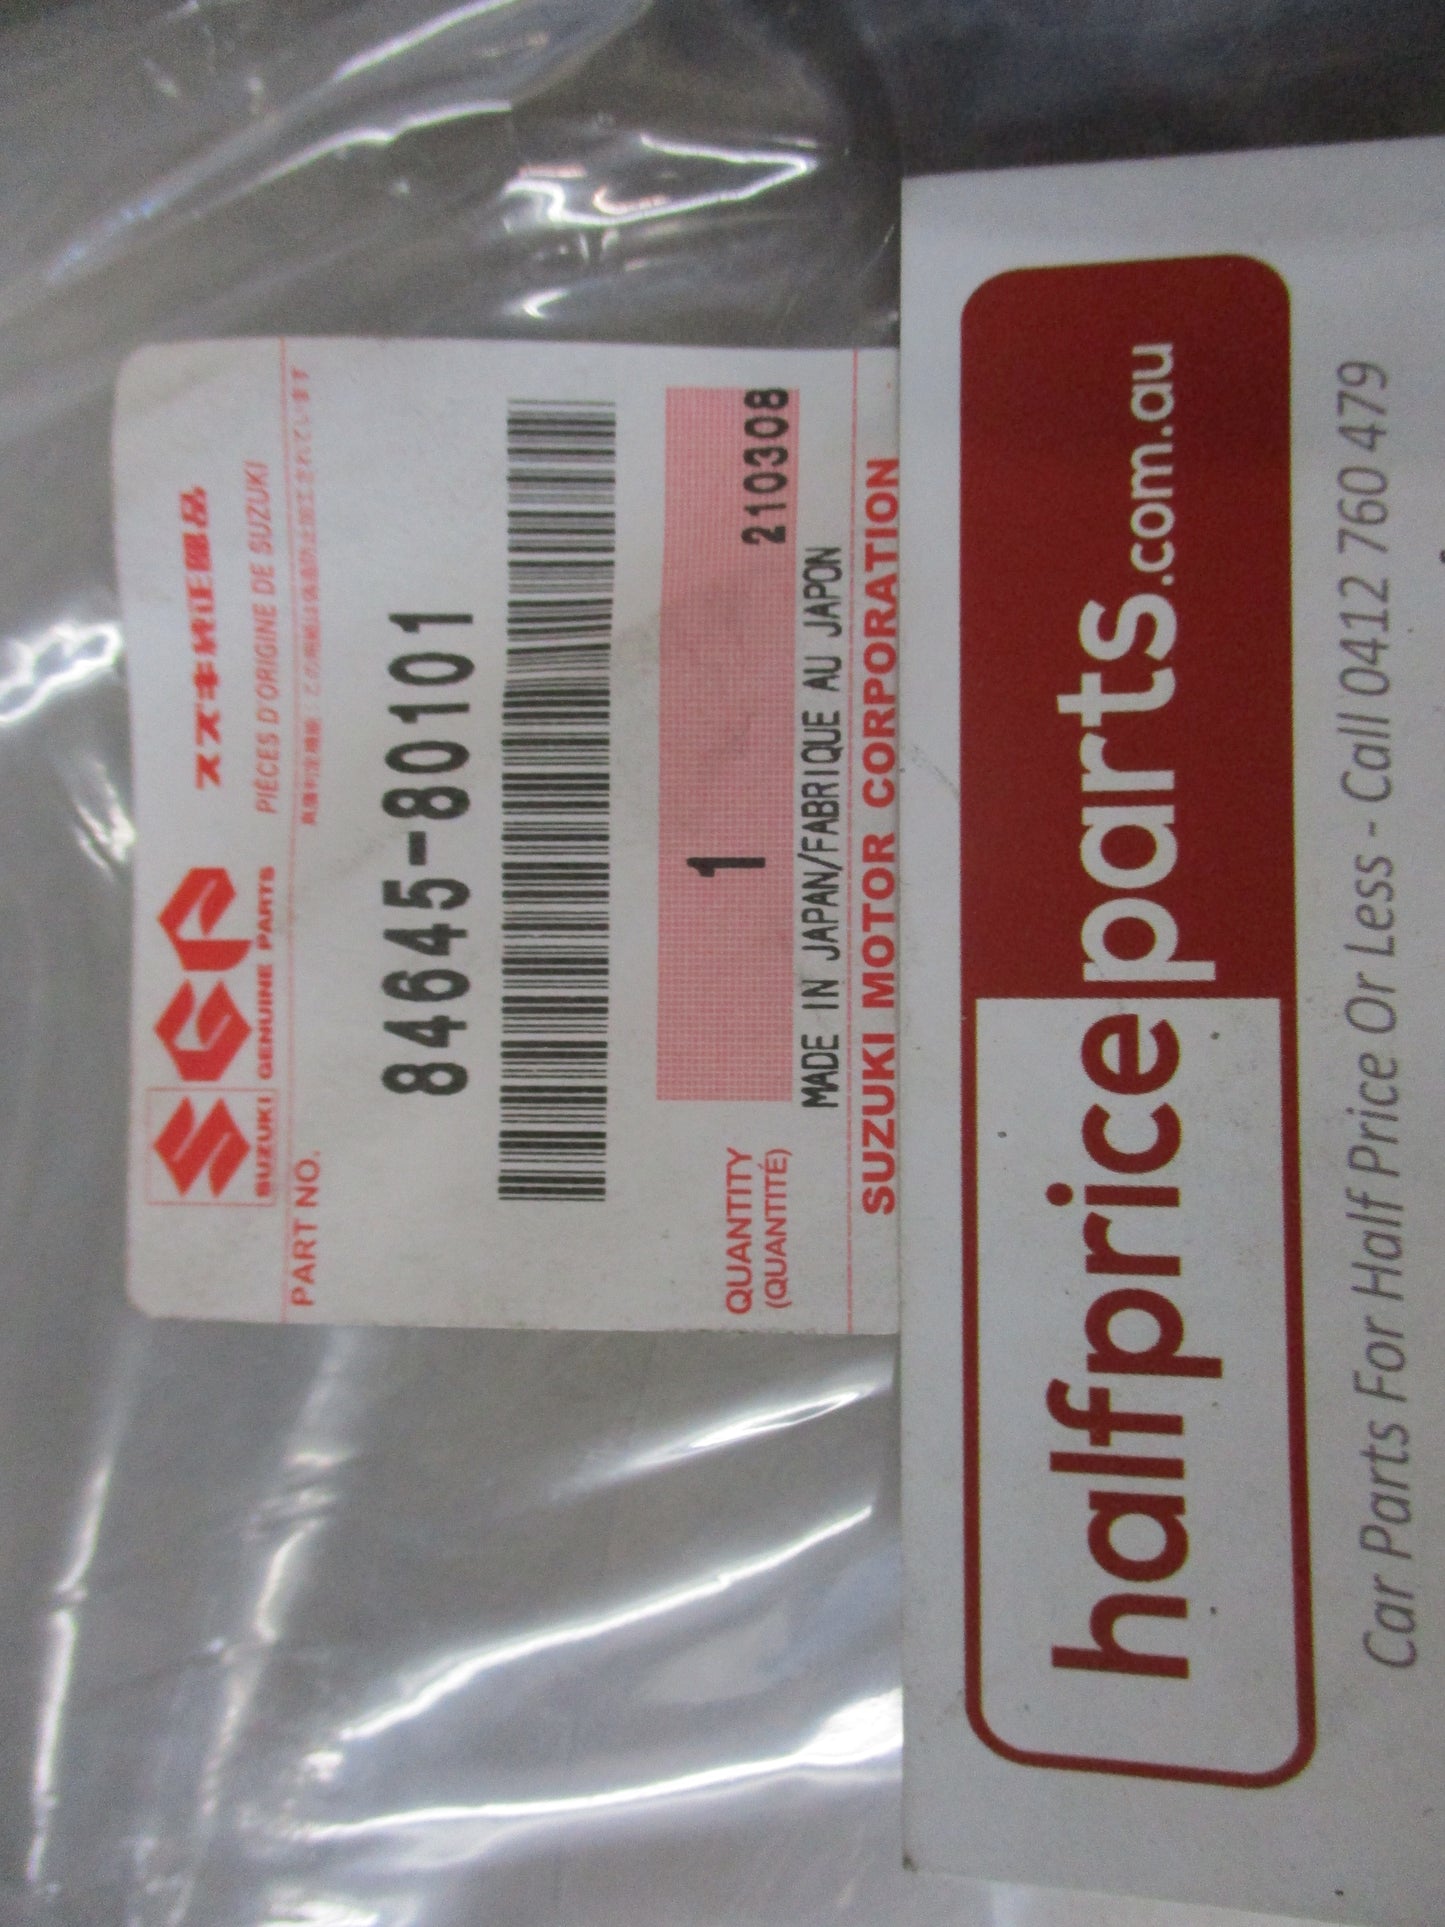 SGP
スズキ純正部品
SUZUKI GENUINE PARTS
PIÈCES D'ORIGINE DE SUZUKI
PART NO.
84645-80101
QUANTITY
(QUANTITÉ)
1
210308
MADE IN JAPAN/FABRIQUE AU JAPON
SUZUKI MOTOR CORPORATION
halfpriceparts.com.au
Car Parts For Half Price Or Less - Call 0412 760 479